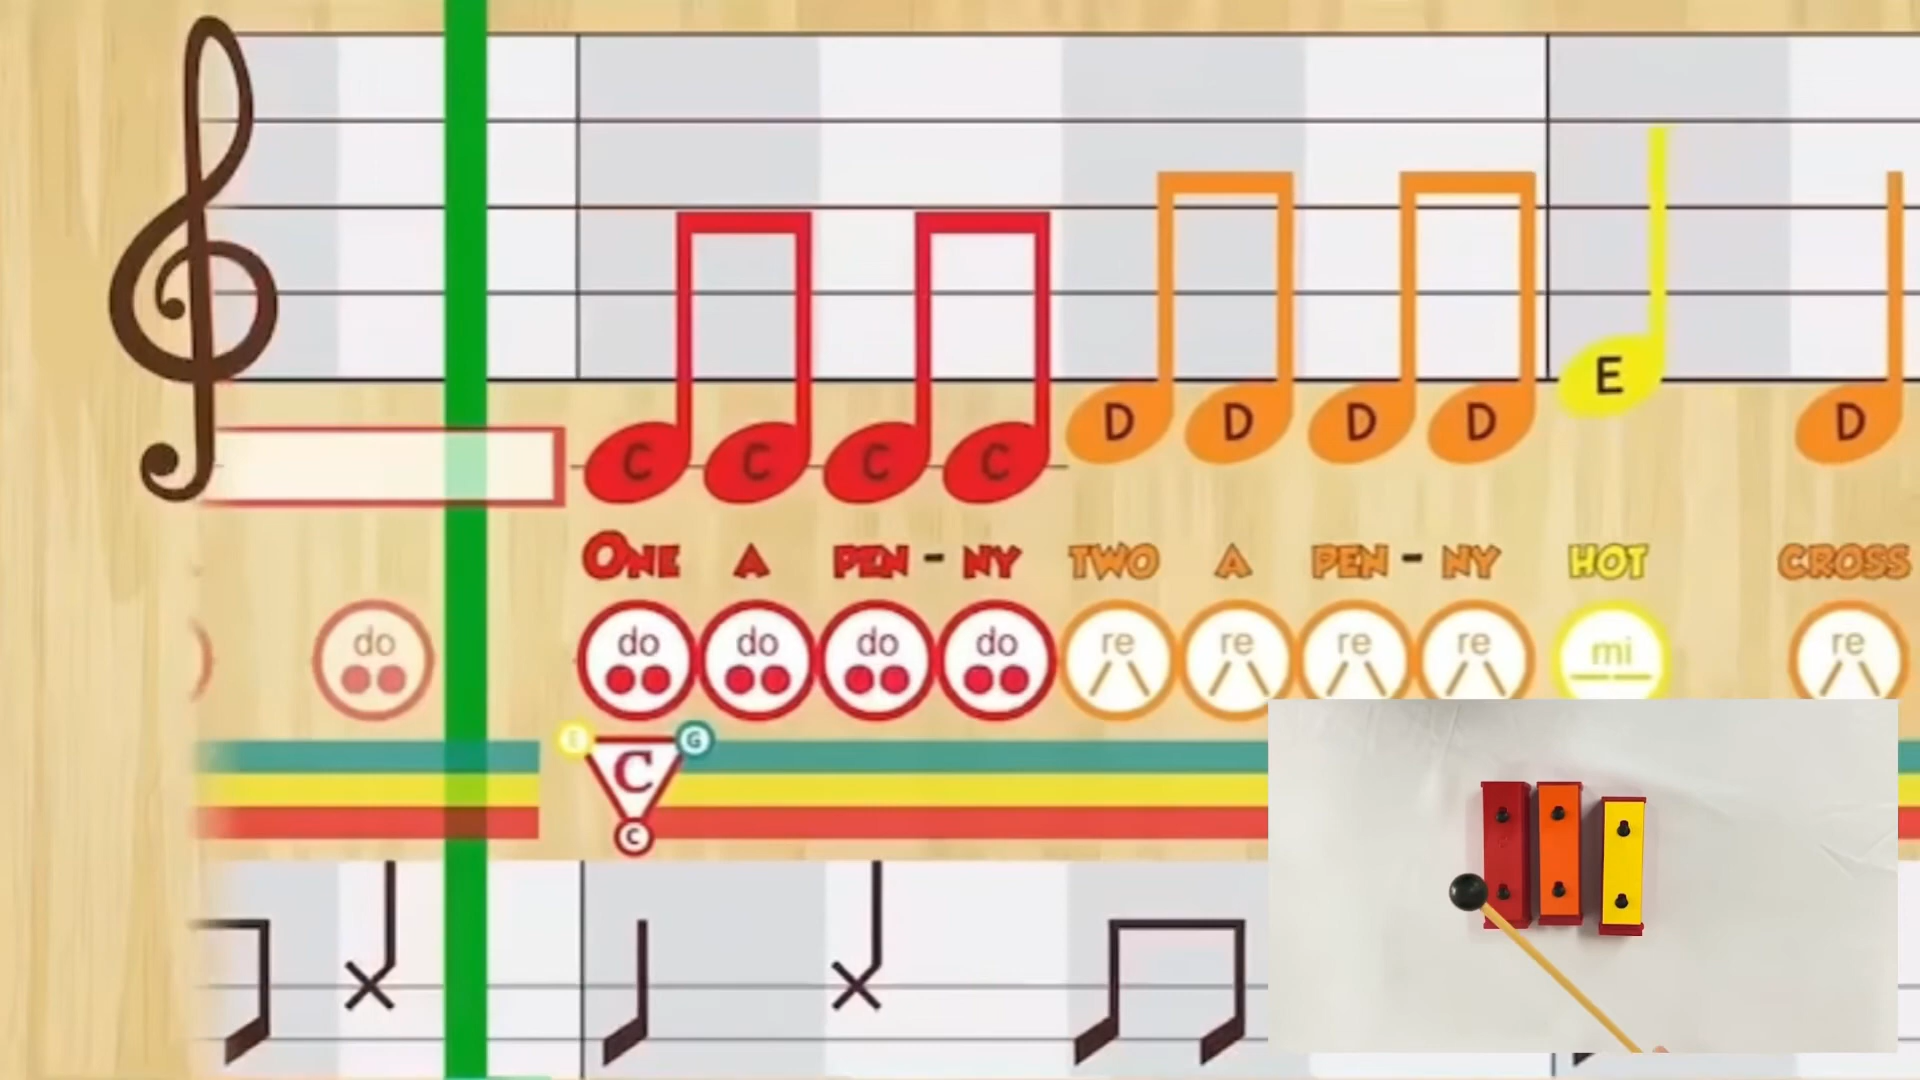 C C C C D D D D E D
ONE A PEN - NY TWO A PEN - NY HOT CROSS
do do do do do re re re re mi re
E G
C
C